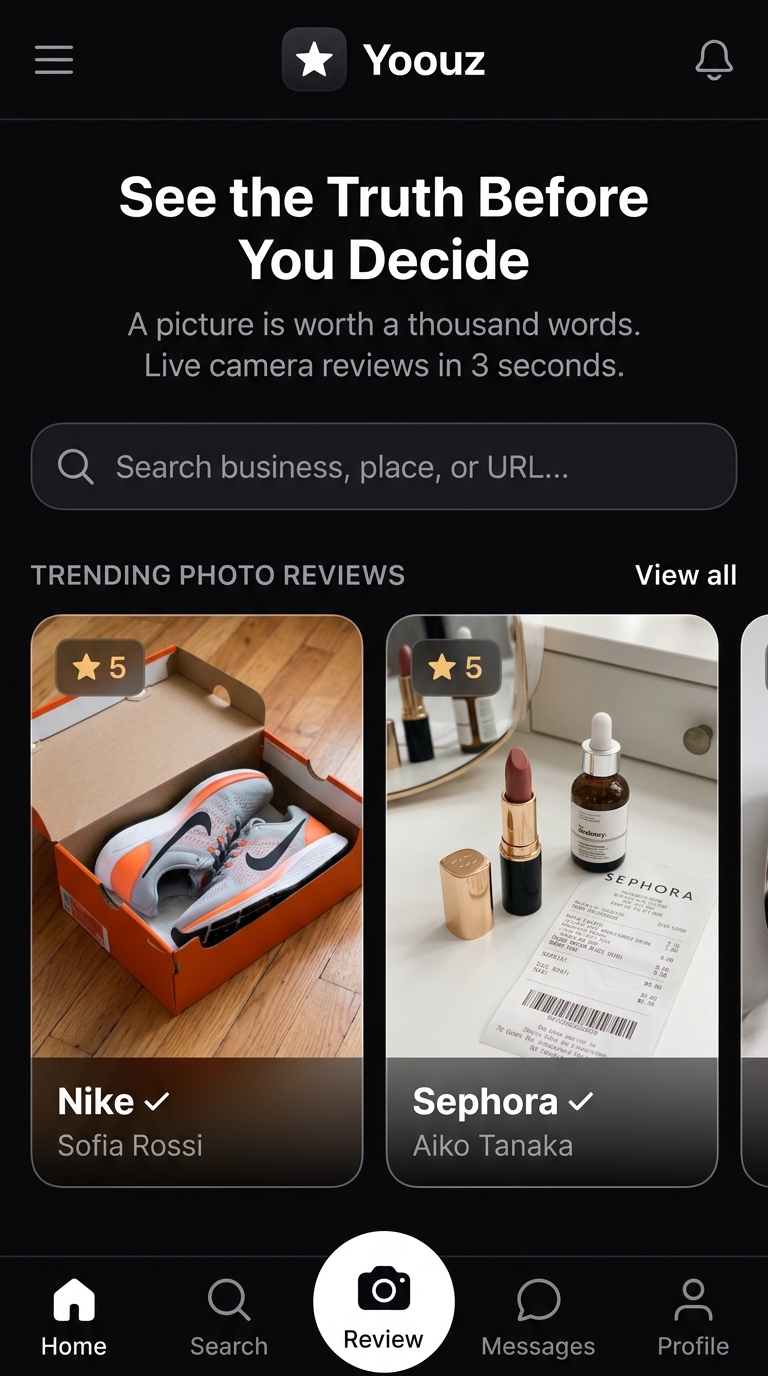 Yoouz
See the Truth Before
You Decide
A picture is worth a thousand words.
Live camera reviews in 3 seconds.
Search business, place, or URL...
TRENDING PHOTO REVIEWS
View all
5
5
SEPHORA
Nike
Sofia Rossi
Sephora
Aiko Tanaka
Home
Search
Review
Messages
Profile